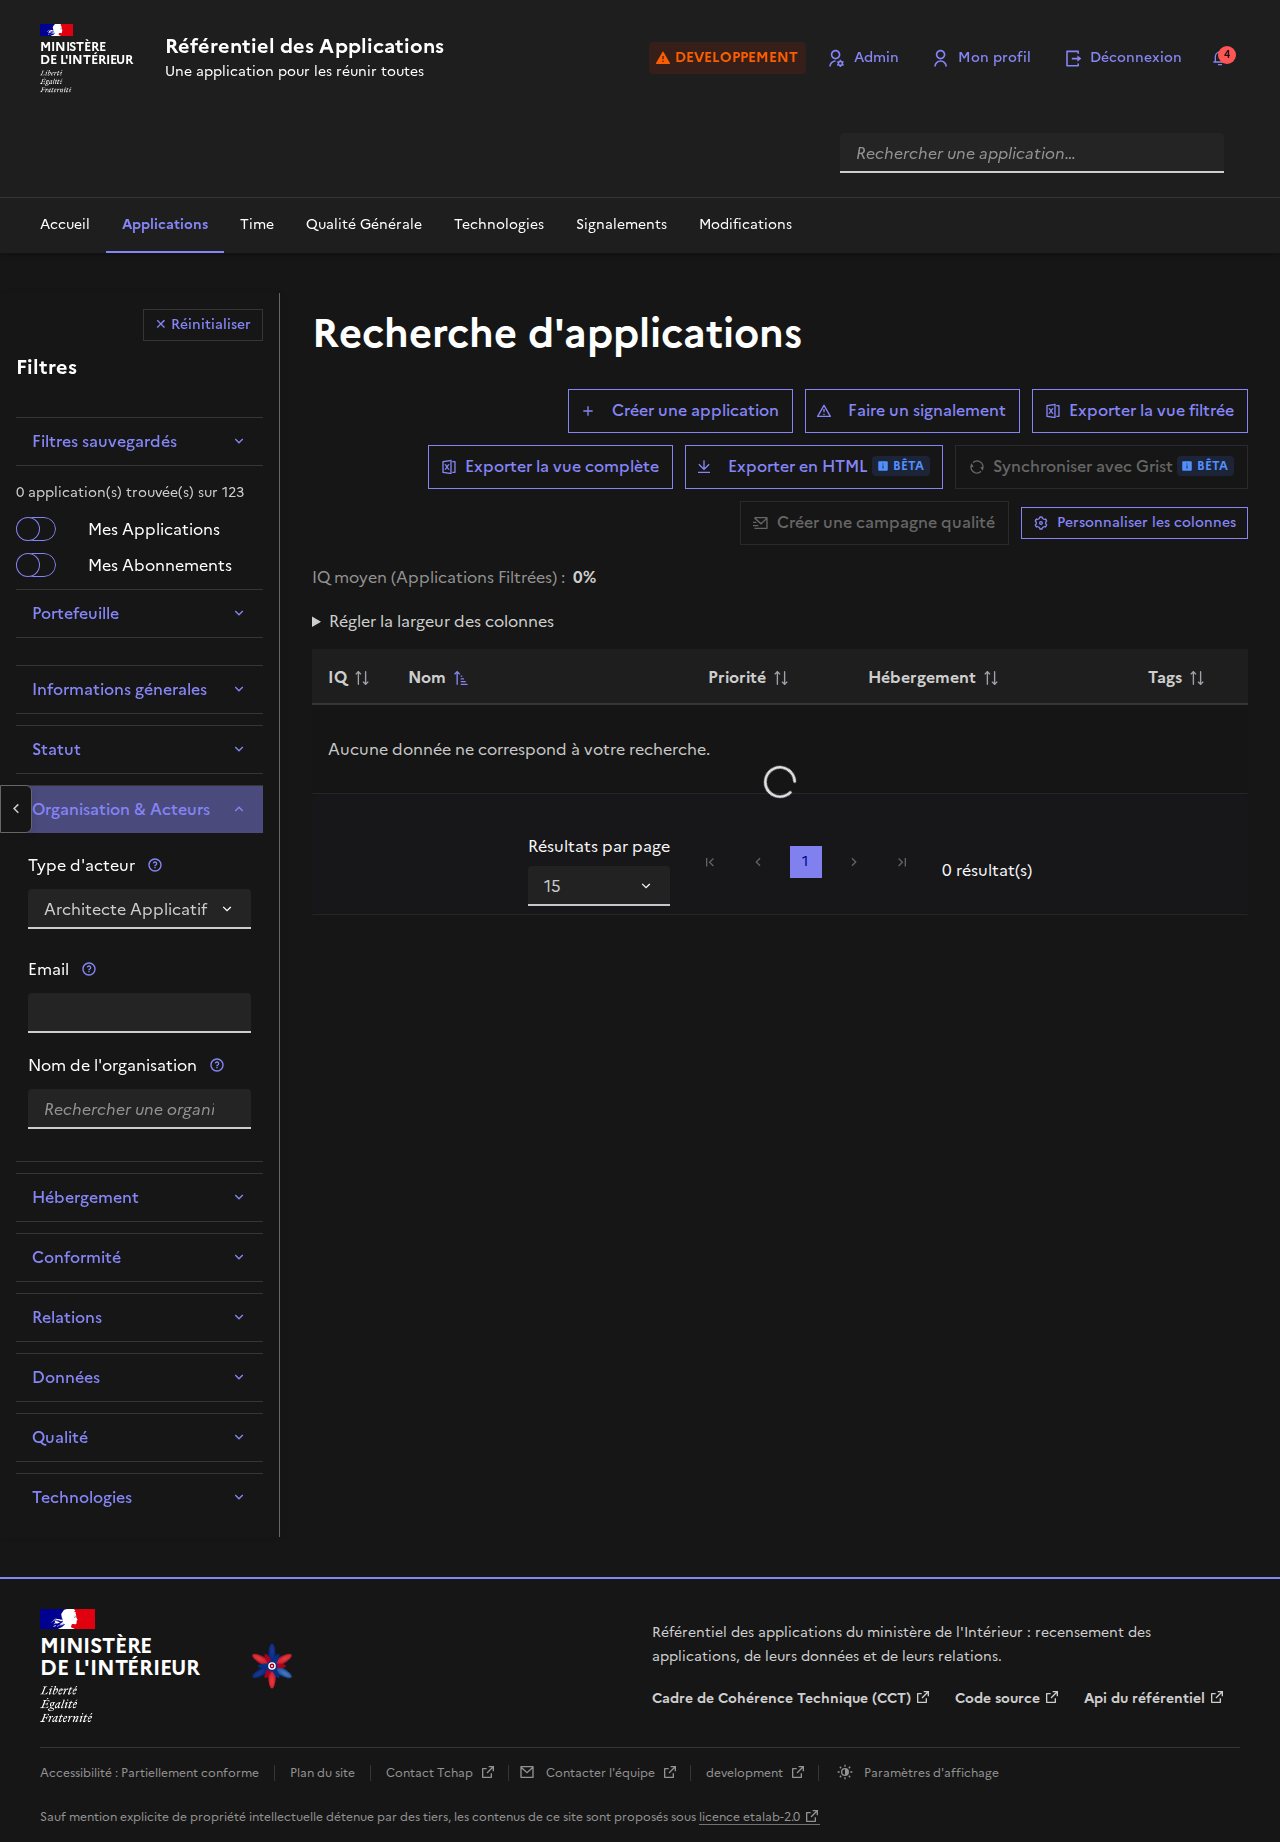 MINISTÈRE
DE L'INTÉRIEUR
Liberté
Égalité
Fraternité
Référentiel des Applications
Une application pour les réunir toutes
DEVELOPPEMENT
Admin
Mon profil
Déconnexion
4
Rechercher une application…
Accueil
Applications
Time
Qualité Générale
Technologies
Signalements
Modifications
Réinitialiser
Filtres
Filtres sauvegardés
0 application(s) trouvée(s) sur 123
Mes Applications
Mes Abonnements
Portefeuille
Informations génerales
Statut
Organisation & Acteurs
Type d'acteur
Architecte Applicatif
Email
Nom de l'organisation
Rechercher une organi
Hébergement
Conformité
Relations
Données
Qualité
Technologies
Recherche d'applications
Créer une application
Faire un signalement
Exporter la vue filtrée
Exporter la vue complète
Exporter en HTML BÊTA
Synchroniser avec Grist BÊTA
Créer une campagne qualité
Personnaliser les colonnes
IQ moyen (Applications Filtrées) : 0%
Régler la largeur des colonnes
IQ
Nom
Priorité
Hébergement
Tags
Aucune donnée ne correspond à votre recherche.
Résultats par page
15
1
0 résultat(s)
MINISTÈRE
DE L'INTÉRIEUR
Liberté
Égalité
Fraternité
Référentiel des applications du ministère de l'Intérieur : recensement des
applications, de leurs données et de leurs relations.
Cadre de Cohérence Technique (CCT)
Code source
Api du référentiel
Accessibilité : Partiellement conforme
Plan du site
Contact Tchap
Contacter l'équipe
development
Paramètres d'affichage
Sauf mention explicite de propriété intellectuelle détenue par des tiers, les contenus de ce site sont proposés sous licence etalab-2.0